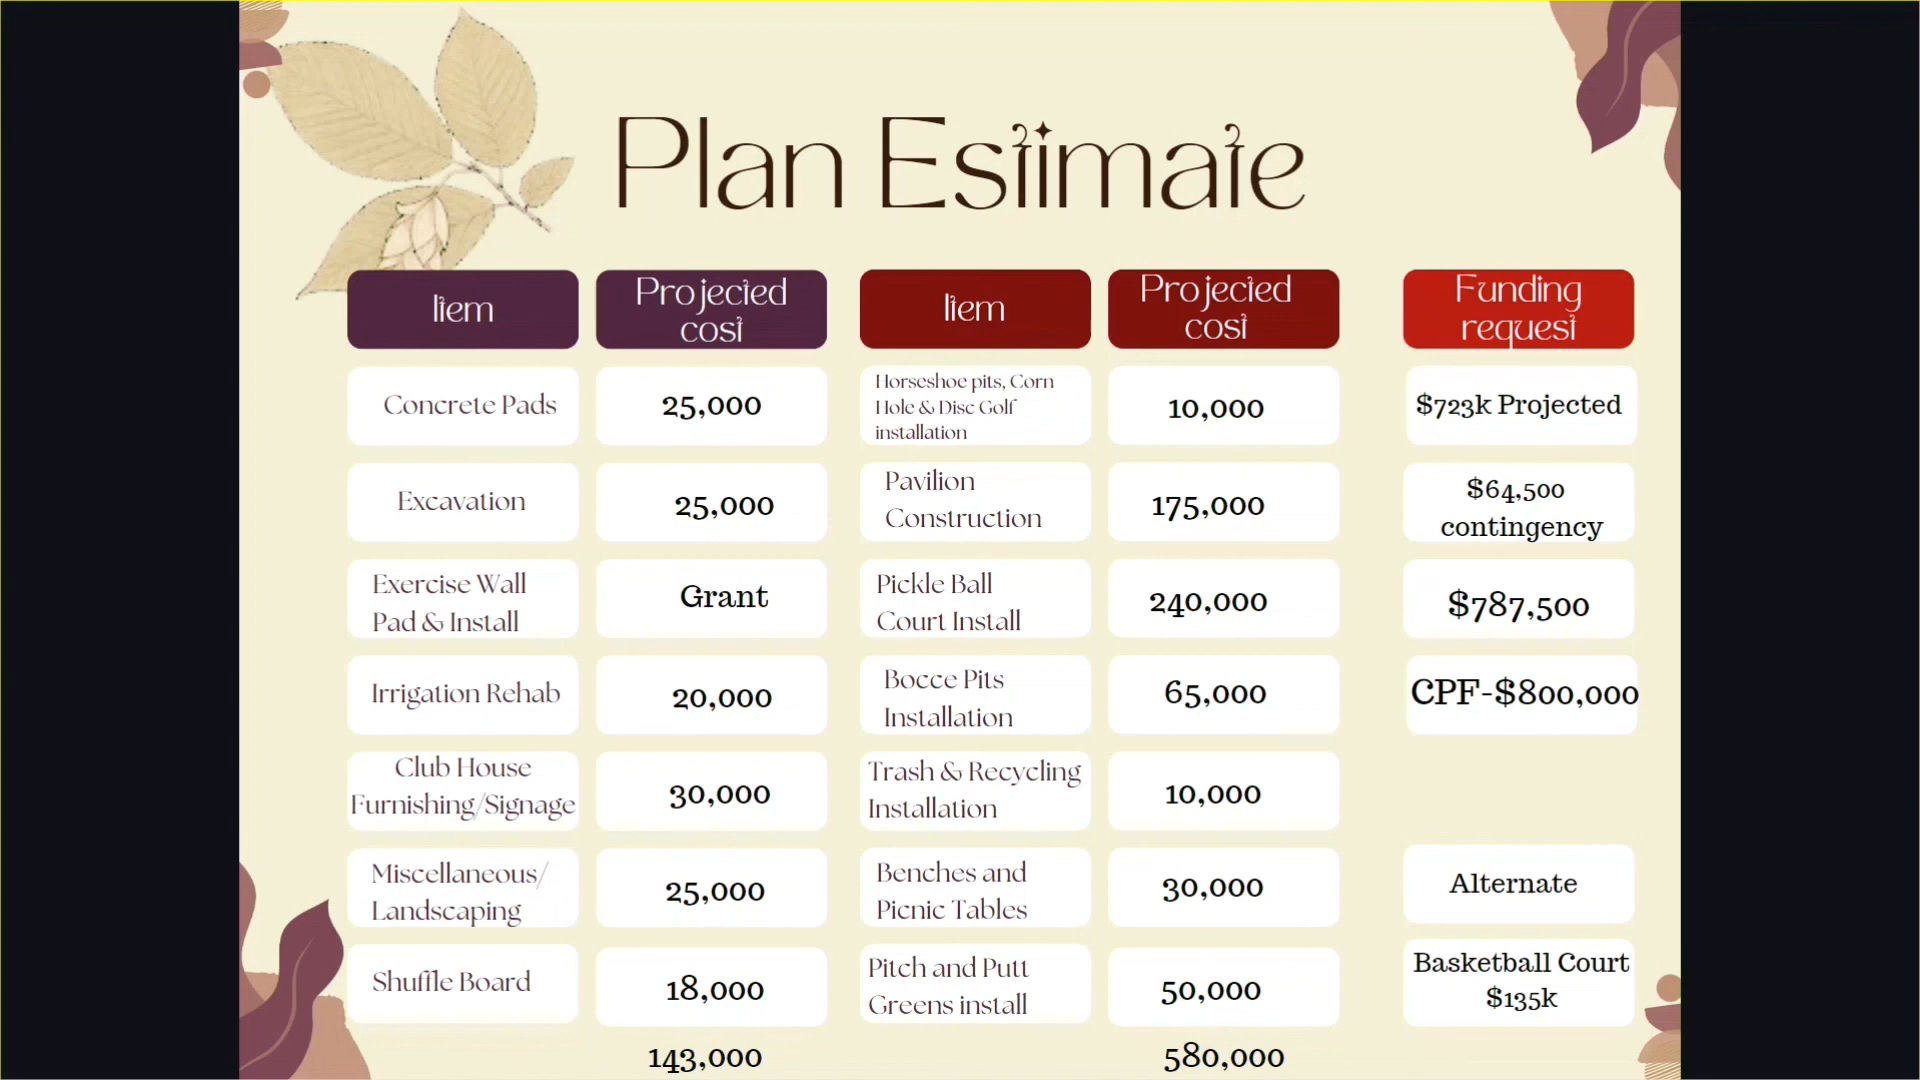 Plan Estimate
Item
Projected
cost
Item
Projected
cost
Funding
request
Concrete Pads
25,000
Horseshoe pits, Corn
Hole & Disc Golf
installation
10,000
$723k Projected
Excavation
25,000
Pavilion
Construction
175,000
$64,500
contingency
Exercise Wall
Pad & Install
Grant
Pickle Ball
Court Install
240,000
$787,500
Irrigation Rehab
20,000
Bocce Pits
Installation
65,000
CPF-$800,000
Club House
Furnishing/Signage
30,000
Trash & Recycling
Installation
10,000
Miscellaneous/
Landscaping
25,000
Benches and
Picnic Tables
30,000
Alternate
Shuffle Board
18,000
Pitch and Putt
Greens install
50,000
Basketball Court
$135k
143,000
580,000